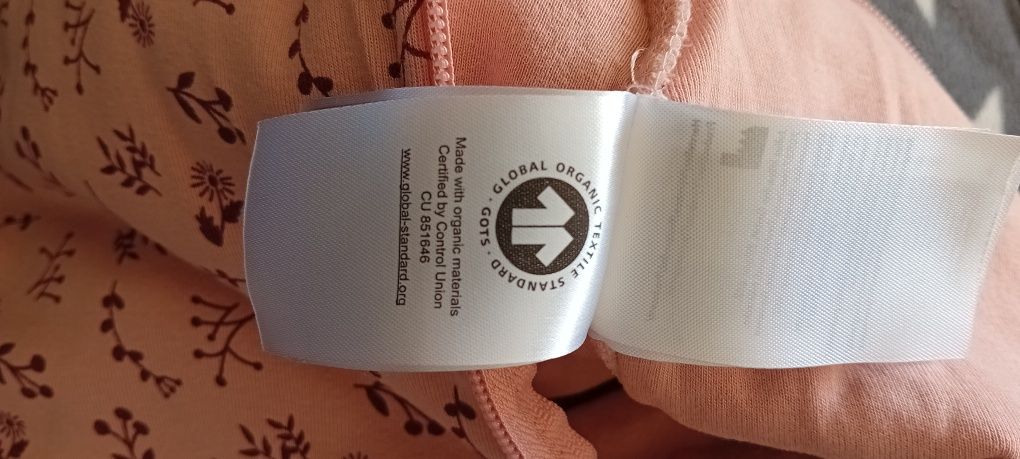 GLOBAL ORGANIC TEXTILE STANDARD · GOTS ·
Made with organic materials
Certified by Control Union
CU 851646
www.global-standard.org